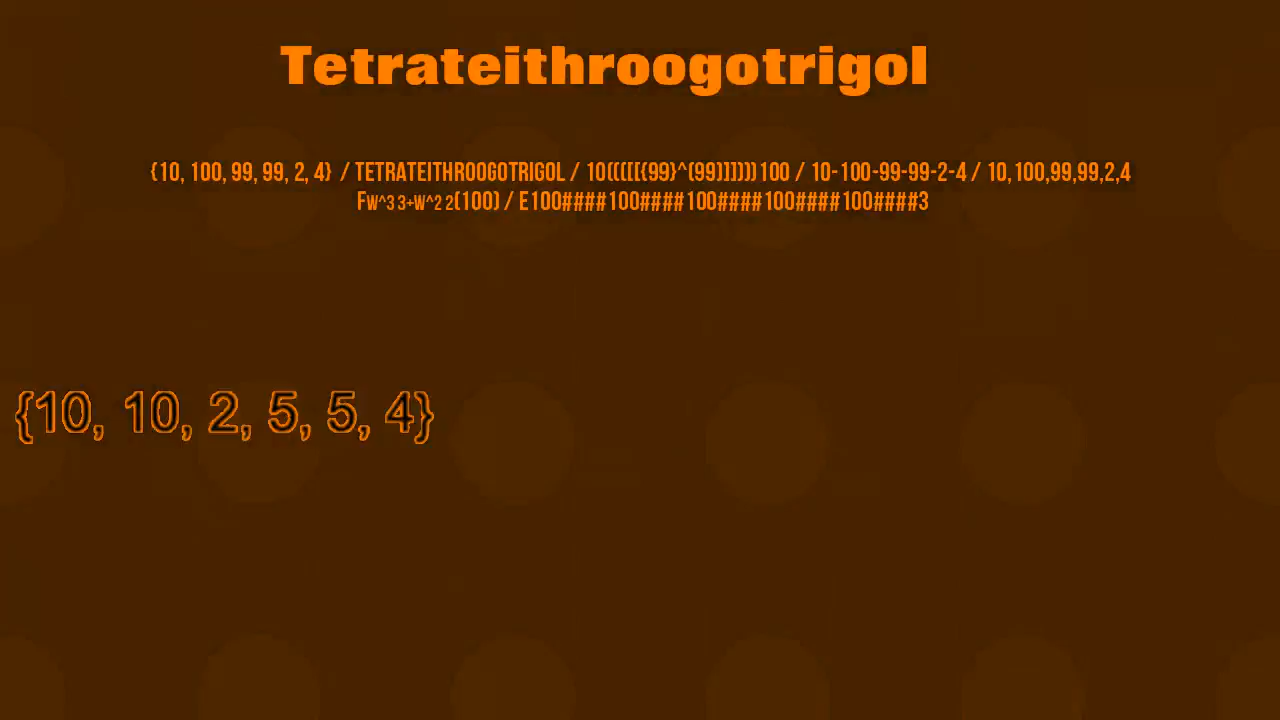 Tetrateithroogotrigol
{10, 100, 99, 99, 2, 4} / TETRATEITHROOGOTRIGOL / 10((((([{99}^(99)])))))100 / 10-100-99-99-2-4 / 10,100,99,99,2,4
FW^3 3+W^2 2(100) / E100####100####100####100####100####3
{10, 10, 2, 5, 5, 4}